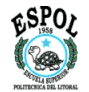 ESPOL
1958
ESCUELA SUPERIOR
POLITECNICA DEL LITORAL